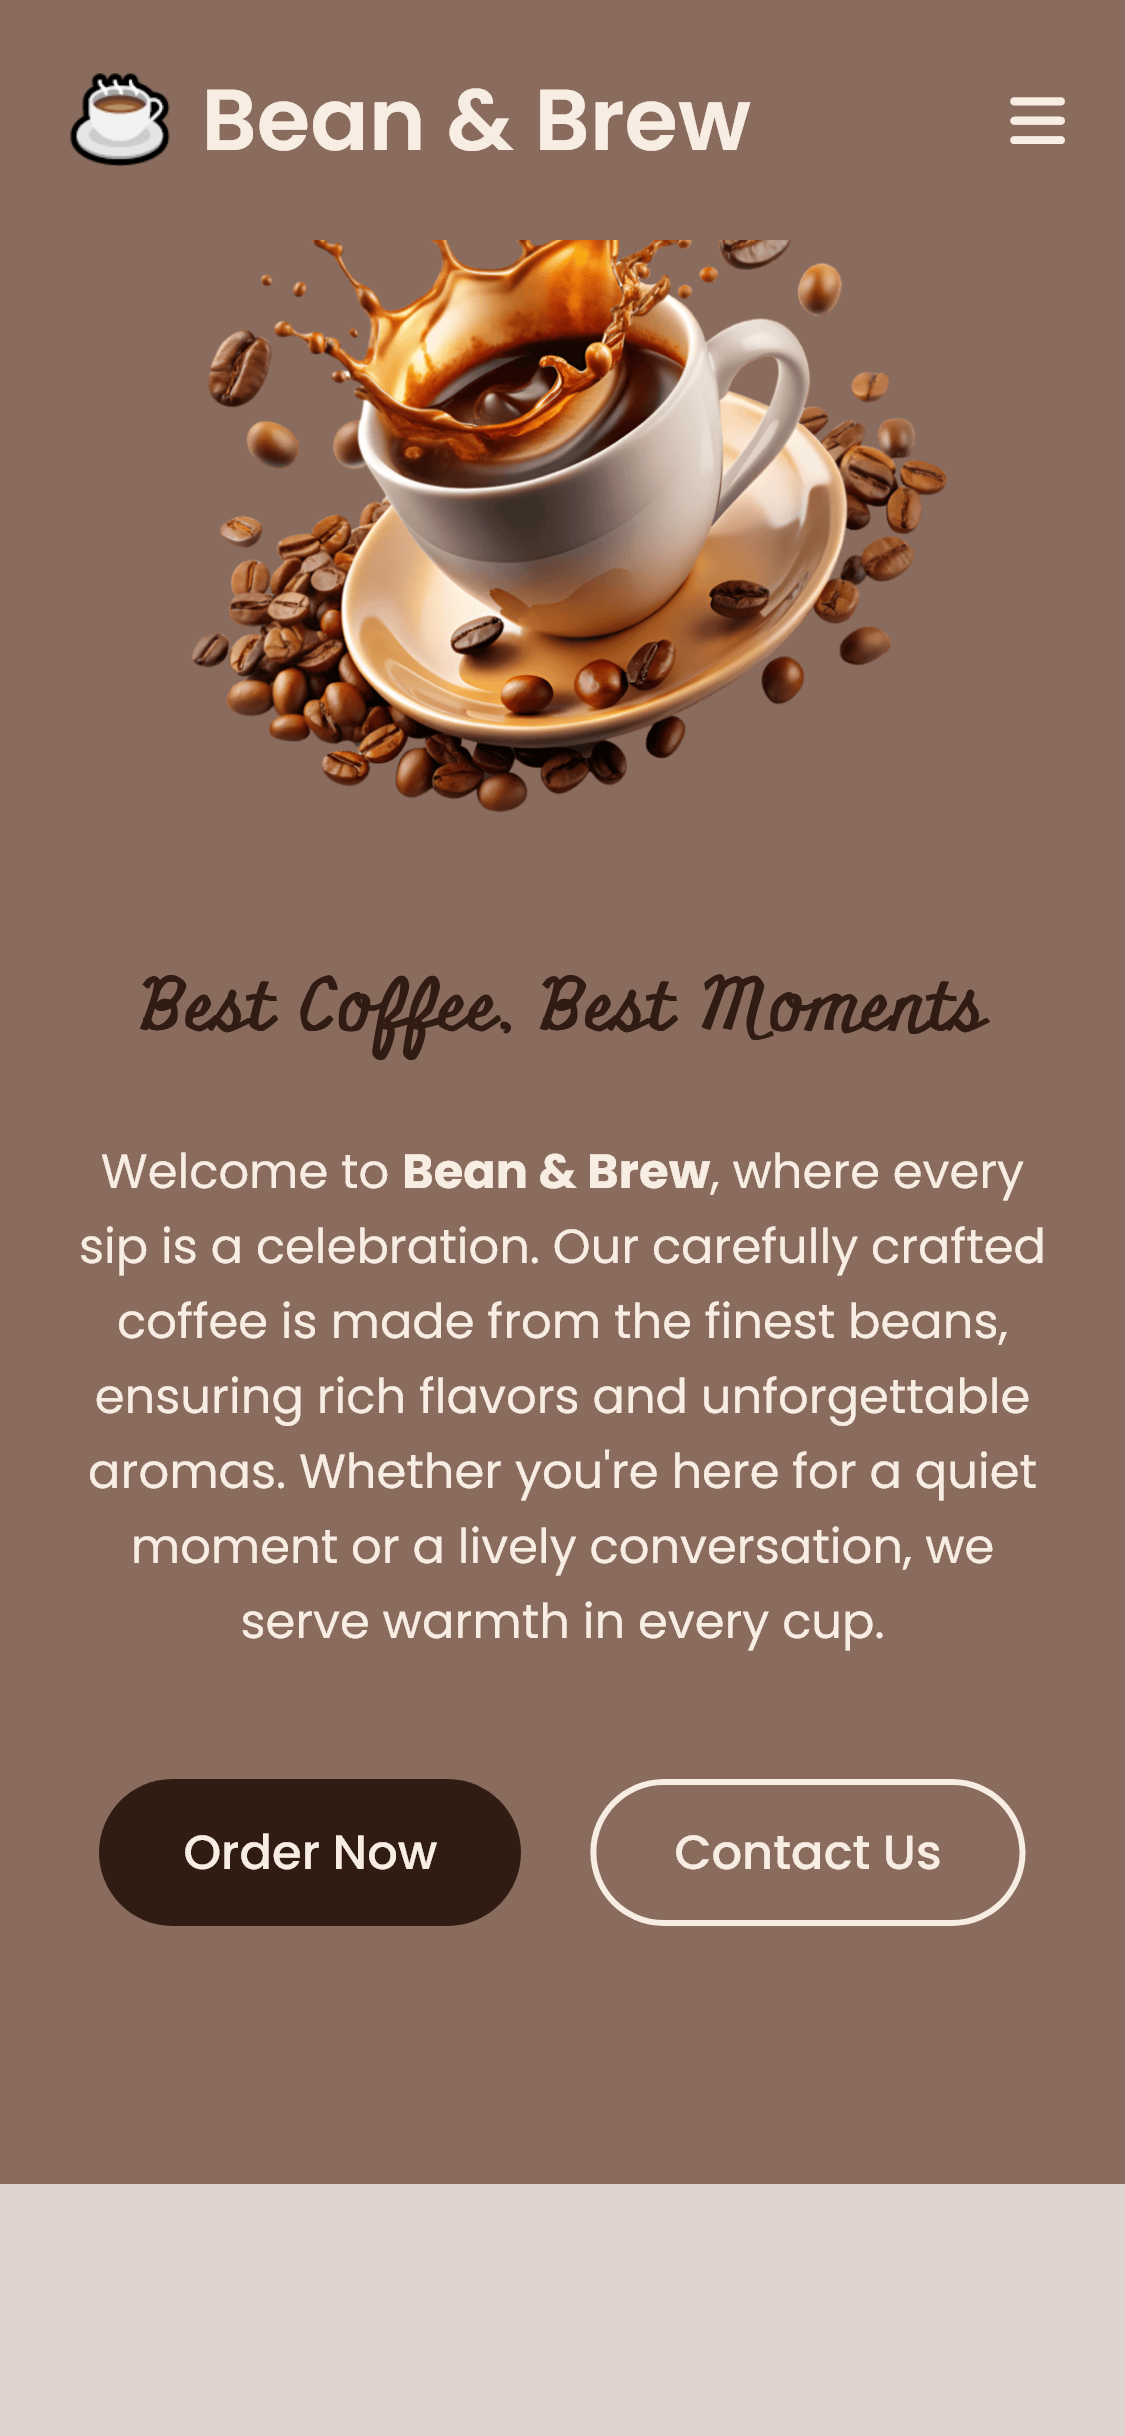 Bean & Brew
Best Coffee, Best Moments
Welcome to Bean & Brew, where every
sip is a celebration. Our carefully crafted
coffee is made from the finest beans,
ensuring rich flavors and unforgettable
aromas. Whether you're here for a quiet
moment or a lively conversation, we
serve warmth in every cup.
Order Now
Contact Us